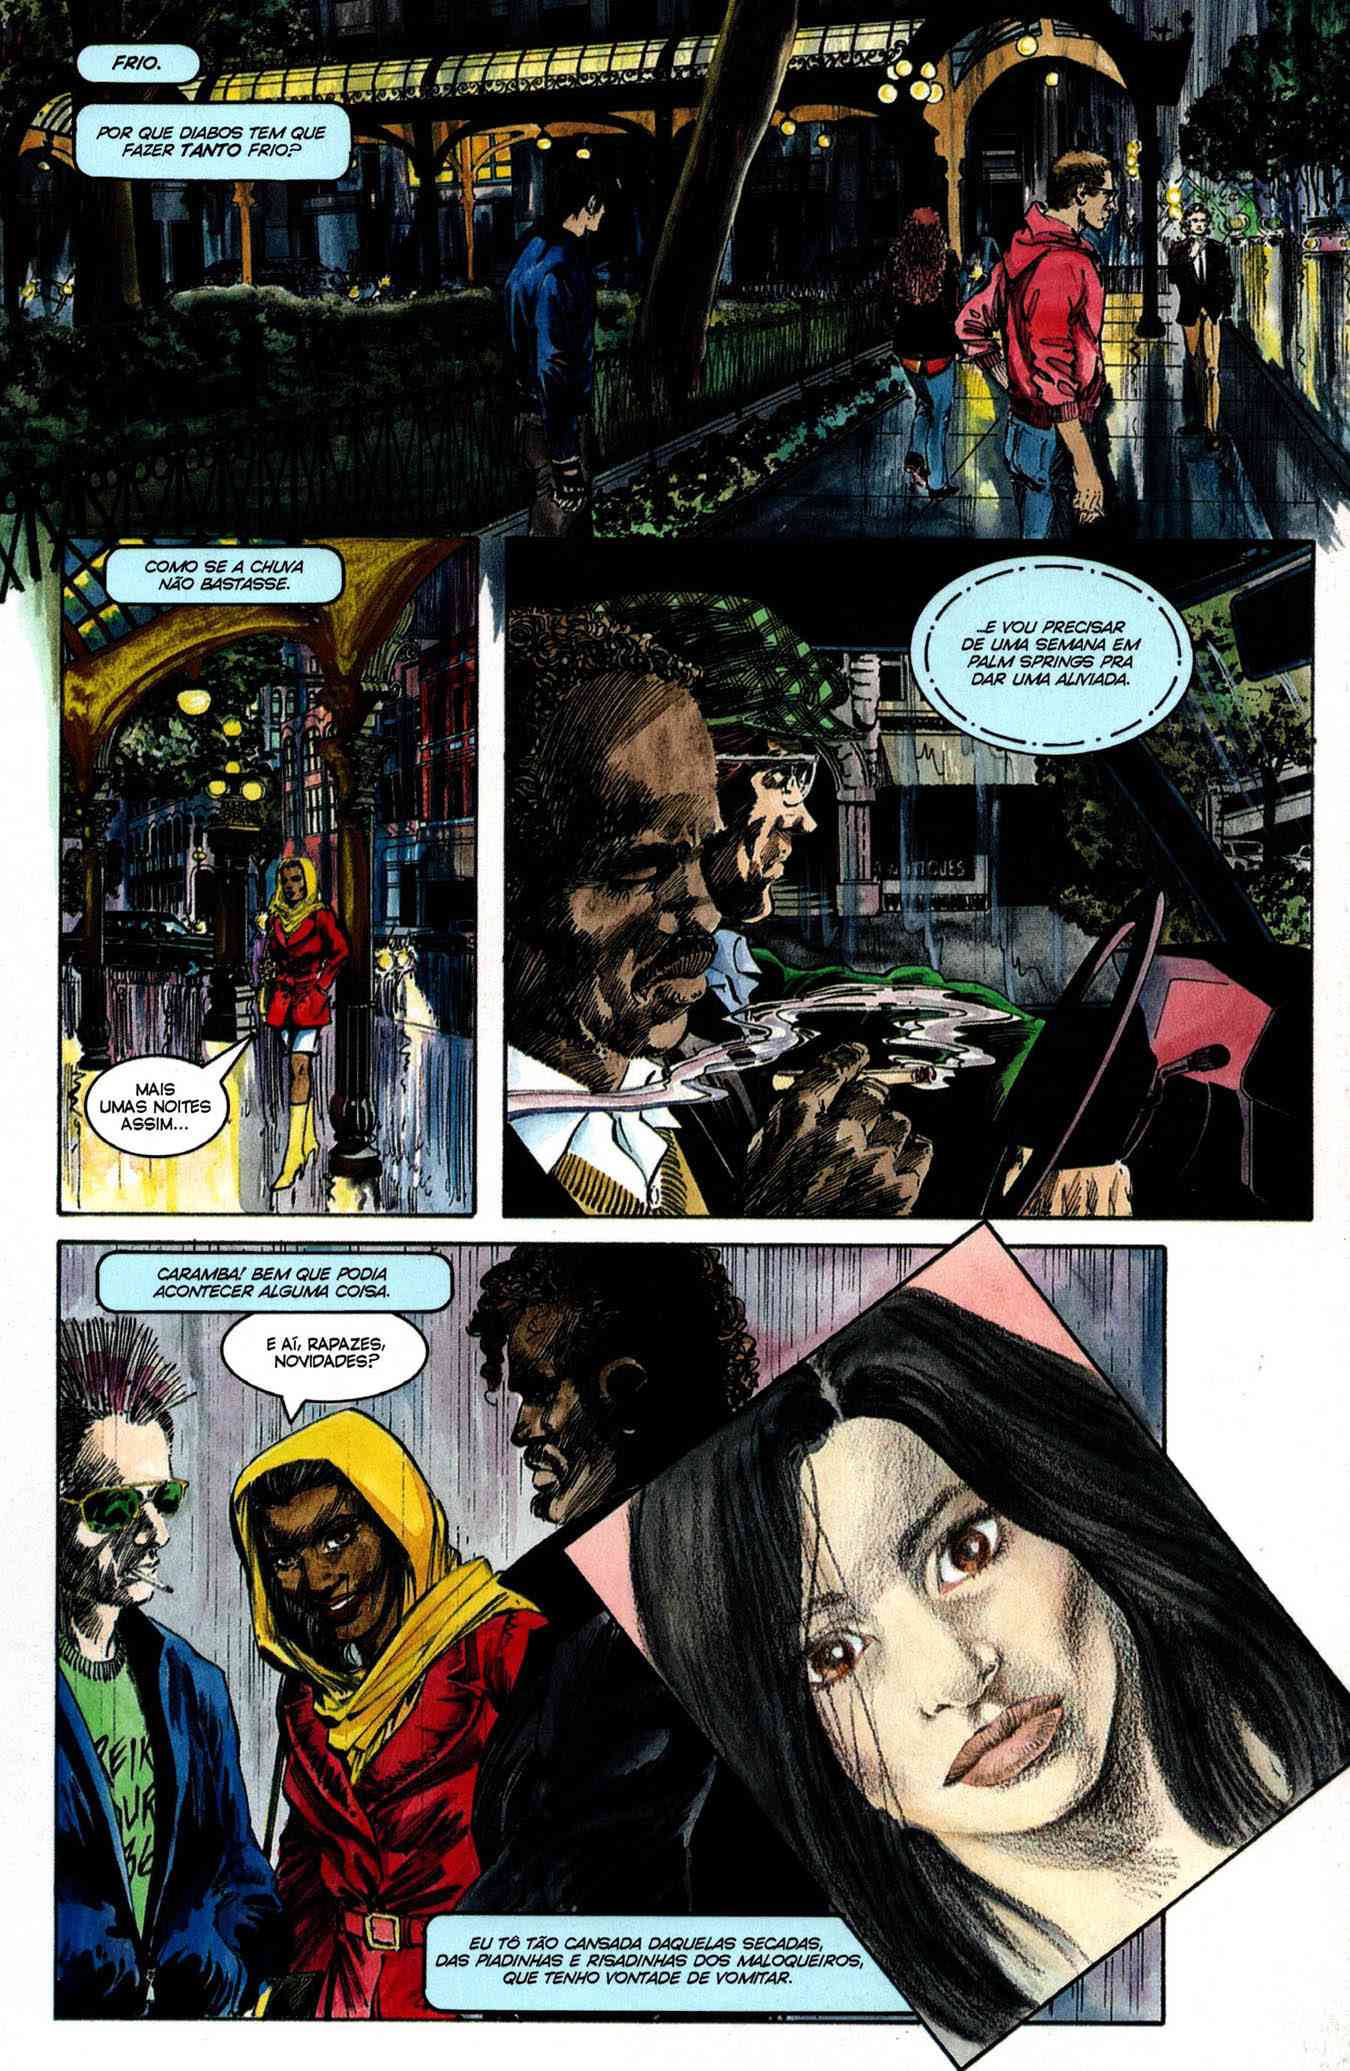 FRIO.
POR QUE DIABOS TEM QUE
FAZER TANTO FRIO?
COMO SE A CHUVA
NÃO BASTASSE.
MAIS
UMAS NOITES
ASSIM...
...E VOU PRECISAR
DE UMA SEMANA EM
PALM SPRINGS PRA
DAR UMA ALIVIADA.
CARAMBA! BEM QUE PODIA
ACONTECER ALGUMA COISA.
E AÍ, RAPAZES,
NOVIDADES?
EU TÔ TÃO CANSADA DAQUELAS SECADAS,
DAS PIADINHAS E RISADINHAS DOS MALOQUEIROS,
QUE TENHO VONTADE DE VOMITAR.